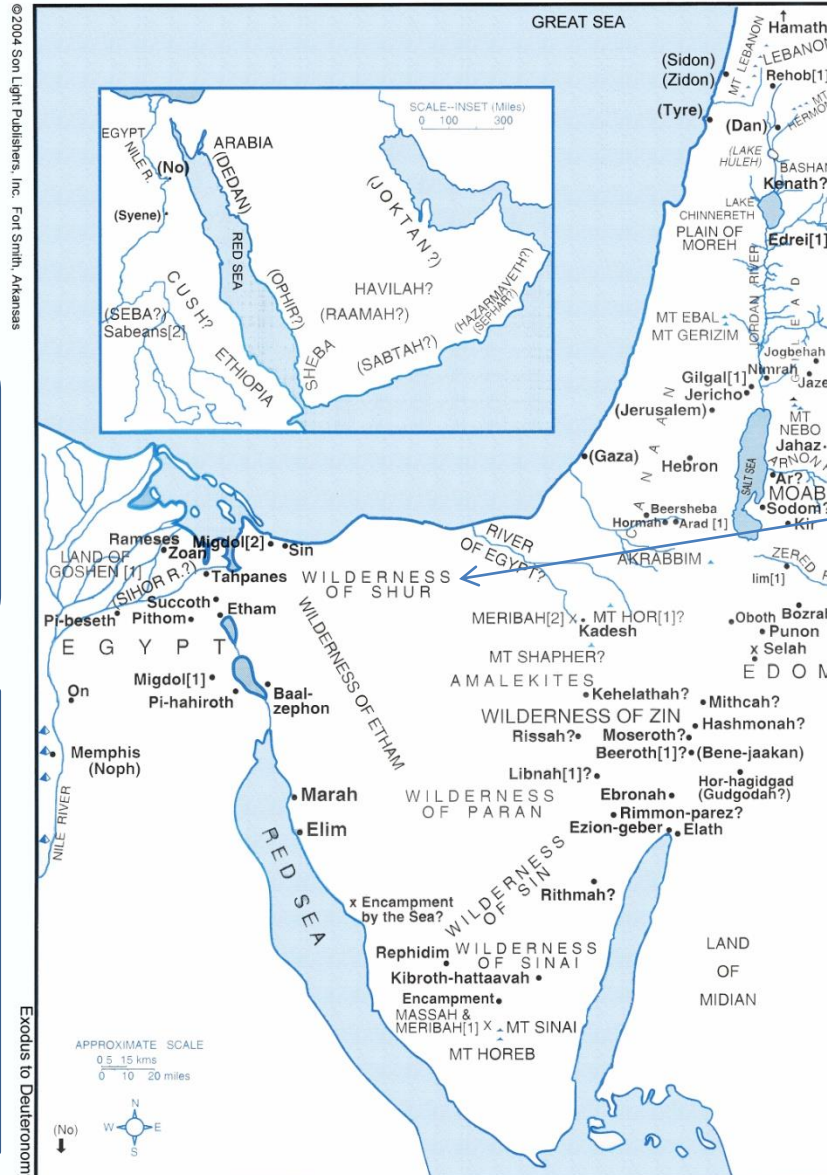 ©2004 Son Light Publishers, Inc. Fort Smith, Arkansas
GREAT SEA
Hamath
LEBANON
MT LEBANON
(Sidon)
(Zidon)
Rehob[1]
(Tyre)
MT
HERMON
(Dan)
(LAKE
HULEH)
BASHAN
Kenath?
LAKE
CHINNERETH
PLAIN OF
MOREH
Edrei[1]
JORDAN RIVER
GILEAD
MT EBAL
MT GERIZIM
Jogbehah
Nimrah
Gilgal[1]
Jericho
Jaze
(Jerusalem)
MT
NEBO
Jahaz
CANAAN
(Gaza)
Hebron
SALT SEA
ARNON
Ar?
MOAB
Sodom?
Kir
Beersheba
Hormah
Arad [1]
AKRABBIM
ZERED
Iim[1]
SCALE--INSET (Miles)
0 100 300
EGYPT
NILE R.
(No)
ARABIA
(DEDAN)
(Syene)
RED SEA
(JOKTAN?)
CUSH?
(SEBA?)
Sabeans[2]
ETHIOPIA
(OPHIR?)
HAVILAH?
(RAAMAH?)
SHEBA
(SABTAH?)
(HAZARMAVETH?)
(SEPHAR?)
RIVER
OF EGYPT?
Rameses
Zoan
Migdol[2]
Sin
LAND OF
GOSHEN [1]
(SIHOR R.?)
Tahpanes
WILDERNESS
OF SHUR
Succoth
Pi-beseth
Pithom
Etham
EGYPT
WILDERNESS OF ETHAM
MERIBAH[2] x
MT HOR[1]?
Kadesh
Oboth
Bozrah
Punon
x Selah
EDOM
MT SHAPHER?
AMALEKITES
On
Migdol[1]
Pi-hahiroth
Baal-
zephon
Kehelathah?
Mithcah?
WILDERNESS OF ZIN
Hashmonah?
Rissah?
Moseroth?
Beeroth[1]?
(Bene-jaakan)
Memphis
(Noph)
Libnah[1]?
Hor-hagidgad
(Gudgodah?)
Marah
WILDERNESS
OF PARAN
Ebronah
Rimmon-parez?
Elim
Ezion-geber
Elath
NILE RIVER
RED SEA
WILDERNESS
OF SIN
Rithmah?
x Encampment
by the Sea?
Rephidim
WILDERNESS
OF SINAI
LAND
OF
MIDIAN
Kibroth-hattaavah
Encampment
MASSAH &
MERIBAH[1] X
MT SINAI
MT HOREB
APPROXIMATE SCALE
0 5 15 kms
0 10 20 miles
N
W E
S
(No)
Exodus to Deuteronom